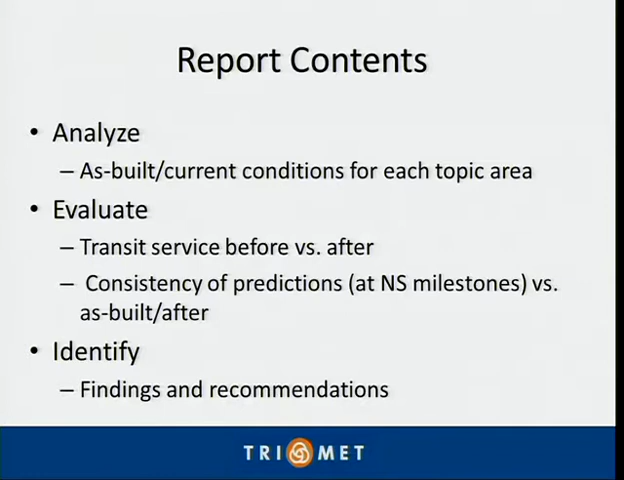 Report Contents
• Analyze
– As-built/current conditions for each topic area
• Evaluate
– Transit service before vs. after
– Consistency of predictions (at NS milestones) vs.
as-built/after
• Identify
– Findings and recommendations
TRI MET